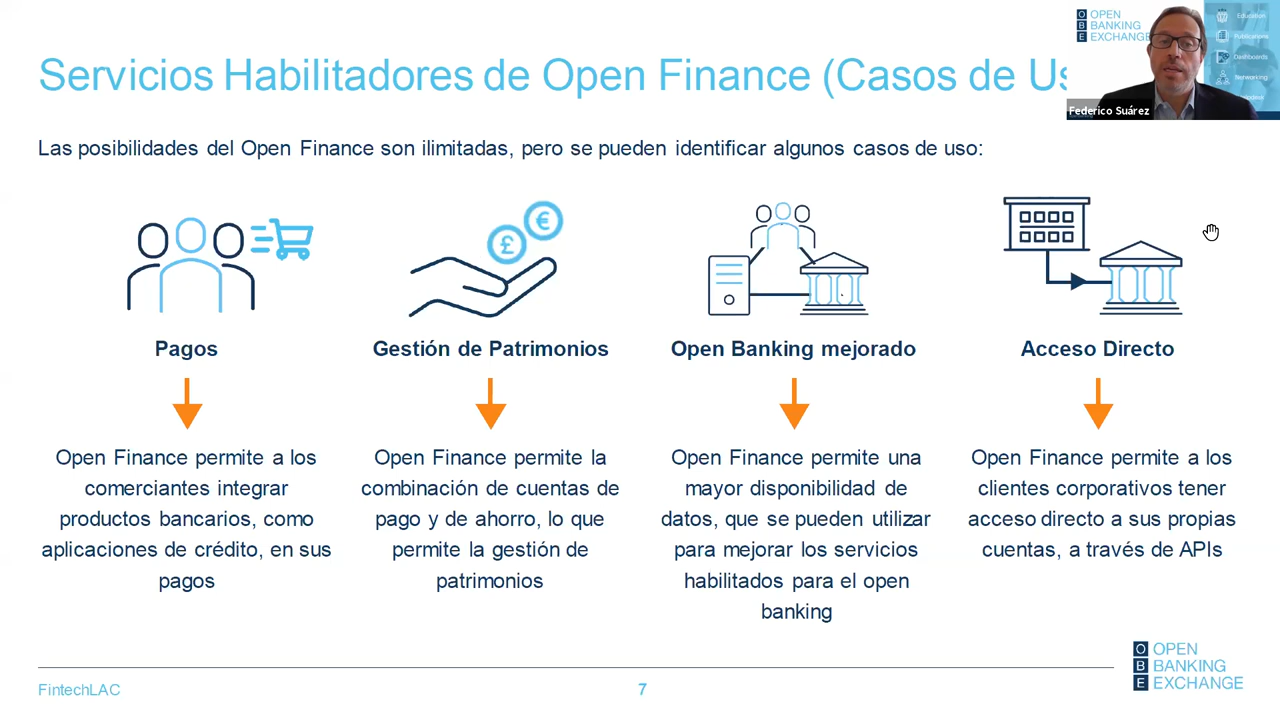 Servicios Habilitadores de Open Finance (Casos de Us
OPEN
BANKING
EXCHANGE
OBE
Education
Publications
Dashboards
Networking
Federico Suárez
Las posibilidades del Open Finance son ilimitadas, pero se pueden identificar algunos casos de uso:
Pagos
Open Finance permite a los
comerciantes integrar
productos bancarios, como
aplicaciones de crédito, en sus
pagos
Gestión de Patrimonios
Open Finance permite la
combinación de cuentas de
pago y de ahorro, lo que
permite la gestión de
patrimonios
Open Banking mejorado
Open Finance permite una
mayor disponibilidad de
datos, que se pueden utilizar
para mejorar los servicios
habilitados para el open
banking
Acceso Directo
Open Finance permite a los
clientes corporativos tener
acceso directo a sus propias
cuentas, a través de APIs
FintechLAC
7
O OPEN
B BANKING
E EXCHANGE